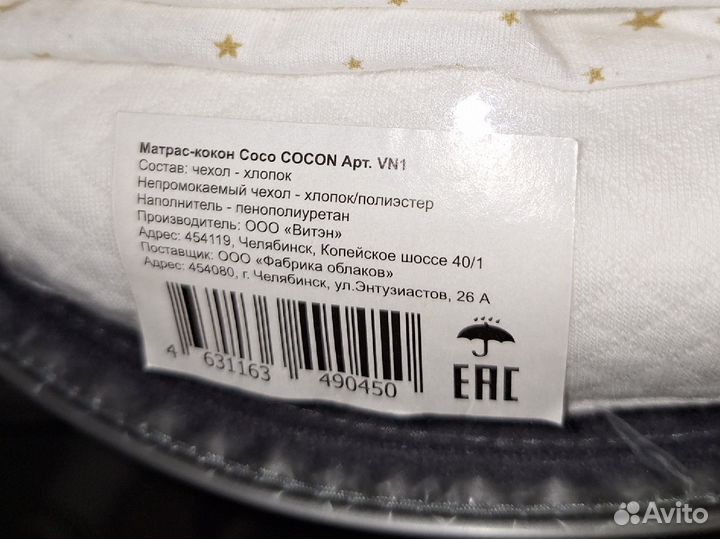 Матрас-кокон Coco COCON Арт. VN1
Состав: чехол - хлопок
Непромокаемый чехол - хлопок/полиэстер
Наполнитель - пенополиуретан
Производитель: ООО «Витэн»
Адрес: 454119, Челябинск, Копейское шоссе 40/1
Поставщик: ООО «Фабрика облаков»
Адрес: 454080, г. Челябинск, ул.Энтузиастов, 26 А
4 631163 490450
EAC
Avito